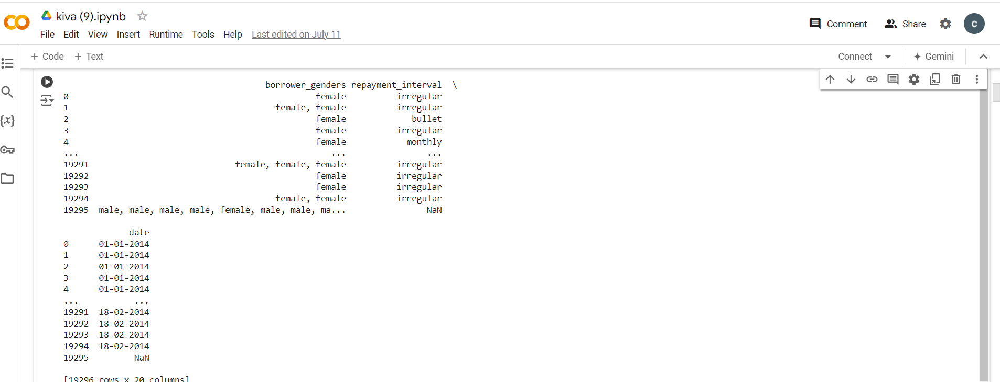 kiva (9).ipynb
File Edit View Insert Runtime Tools Help Last edited on July 11
Comment Share C
+ Code + Text
Connect Gemini
{x}
borrower_genders repayment_interval \
0 female irregular
1 female, female irregular
2 female bullet
3 female irregular
4 female monthly
... ... ...
19291 female, female, female irregular
19292 female irregular
19293 female irregular
19294 female, female irregular
19295 male, male, male, male, female, male, male, ma... NaN
date
0 01-01-2014
1 01-01-2014
2 01-01-2014
3 01-01-2014
4 01-01-2014
... ...
19291 18-02-2014
19292 18-02-2014
19293 18-02-2014
19294 18-02-2014
19295 NaN
[19296 rows x 20 columns]